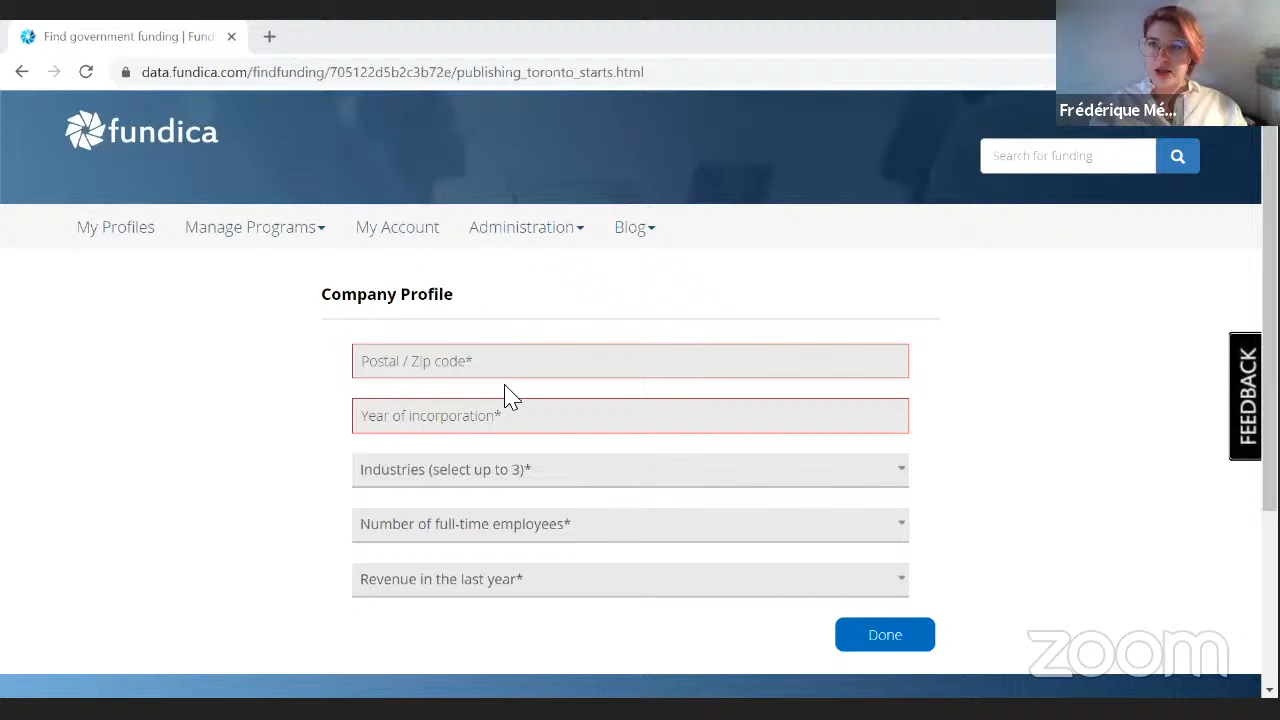 Find government funding | Fund
data.fundica.com/findfunding/705122d5b2c3b72e/publishing_toronto_starts.html
Frédérique Mé...
fundica
Search for funding
My Profiles
Manage Programs
My Account
Administration
Blog
Company Profile
Postal / Zip code*
Year of incorporation*
Industries (select up to 3)*
Number of full-time employees*
Revenue in the last year*
FEEDBACK
Done
zoom